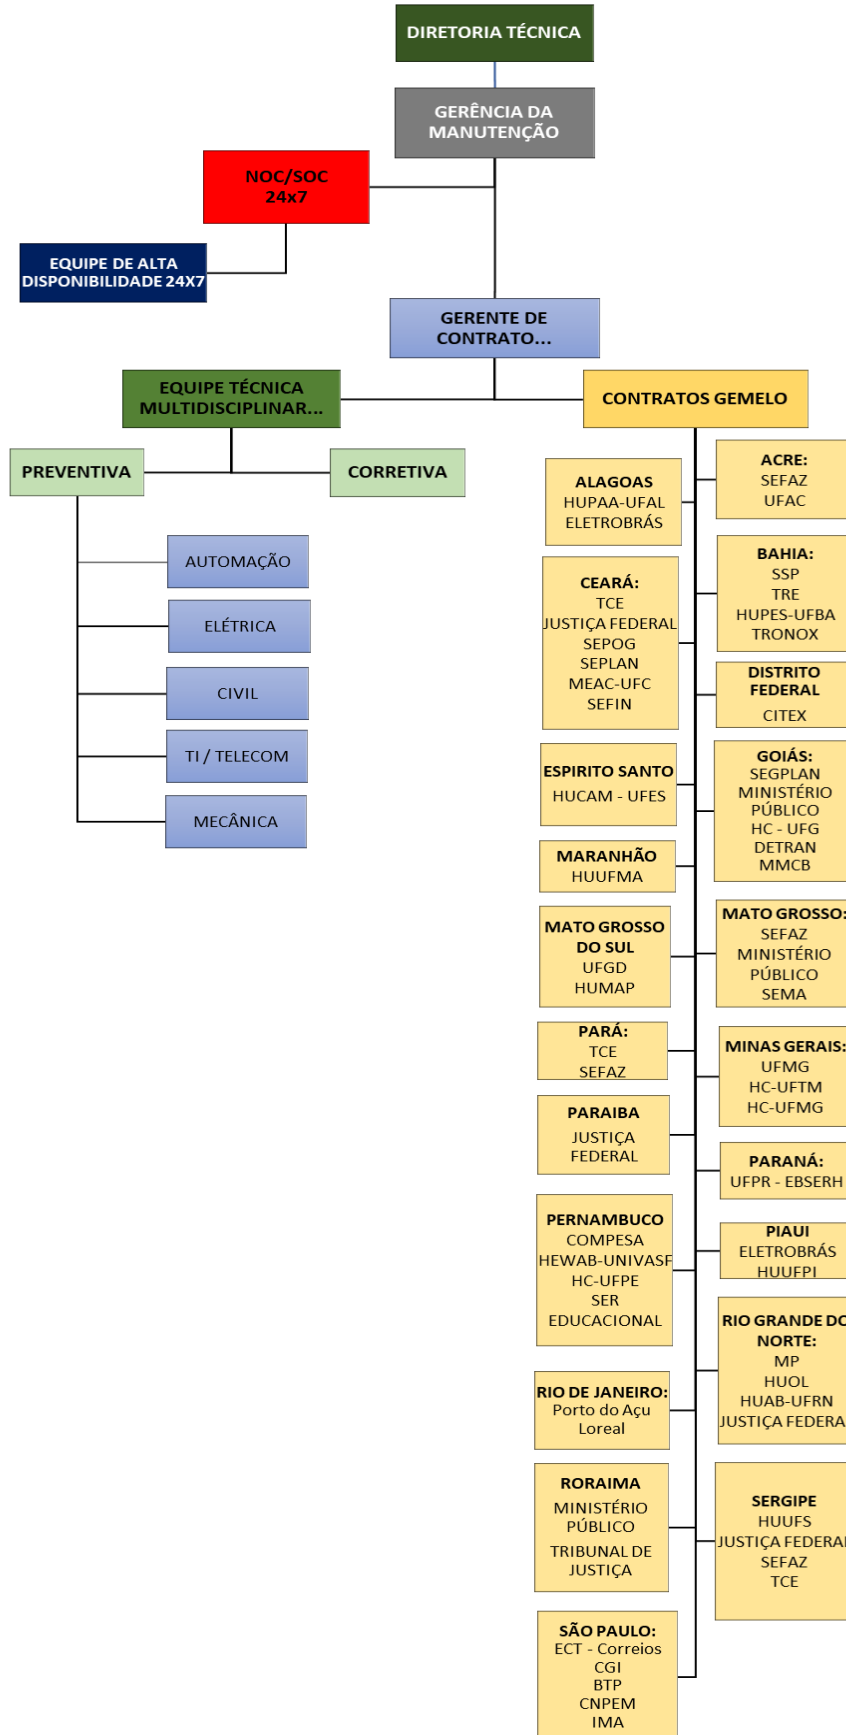 DIRETORIA TÉCNICA
GERÊNCIA DA
MANUTENÇÃO
NOC/SOC
24x7
EQUIPE DE ALTA
DISPONIBILIDADE 24X7
GERENTE DE
CONTRATO...
EQUIPE TÉCNICA
MULTIDISCIPLINAR...
CONTRATOS GEMELO
PREVENTIVA
CORRETIVA
AUTOMAÇÃO
ELÉTRICA
CIVIL
TI / TELECOM
MECÂNICA
ALAGOAS
HUPAA-UFAL
ELETROBRÁS
ACRE:
SEFAZ
UFAC
CEARÁ:
TCE
JUSTIÇA FEDERAL
SEPOG
SEPLAN
MEAC-UFC
SEFIN
BAHIA:
SSP
TRE
HUPES-UFBA
TRONOX
DISTRITO
FEDERAL
CITEX
ESPIRITO SANTO
HUCAM - UFES
GOIÁS:
SEGPLAN
MINISTÉRIO
PÚBLICO
HC - UFG
DETRAN
MMCB
MARANHÃO
HUUFMA
MATO GROSSO
DO SUL
UFGD
HUMAP
MATO GROSSO:
SEFAZ
MINISTÉRIO
PÚBLICO
SEMA
PARÁ:
TCE
SEFAZ
MINAS GERAIS:
UFMG
HC-UFTM
HC-UFMG
PARAIBA
JUSTIÇA
FEDERAL
PARANÁ:
UFPR - EBSERH
PERNAMBUCO
COMPESA
HEWAB-UNIVASF
HC-UFPE
SER
EDUCACIONAL
PIAUI
ELETROBRÁS
HUUFPI
RIO GRANDE DO
NORTE:
MP
HUOL
HUAB-UFRN
JUSTIÇA FEDERA
RIO DE JANEIRO:
Porto do Açu
Loreal
RORAIMA
MINISTÉRIO
PÚBLICO
TRIBUNAL DE
JUSTIÇA
SERGIPE
HUUFS
JUSTIÇA FEDERAL
SEFAZ
TCE
SÃO PAULO:
ECT - Correios
CGI
BTP
CNPEM
IMA